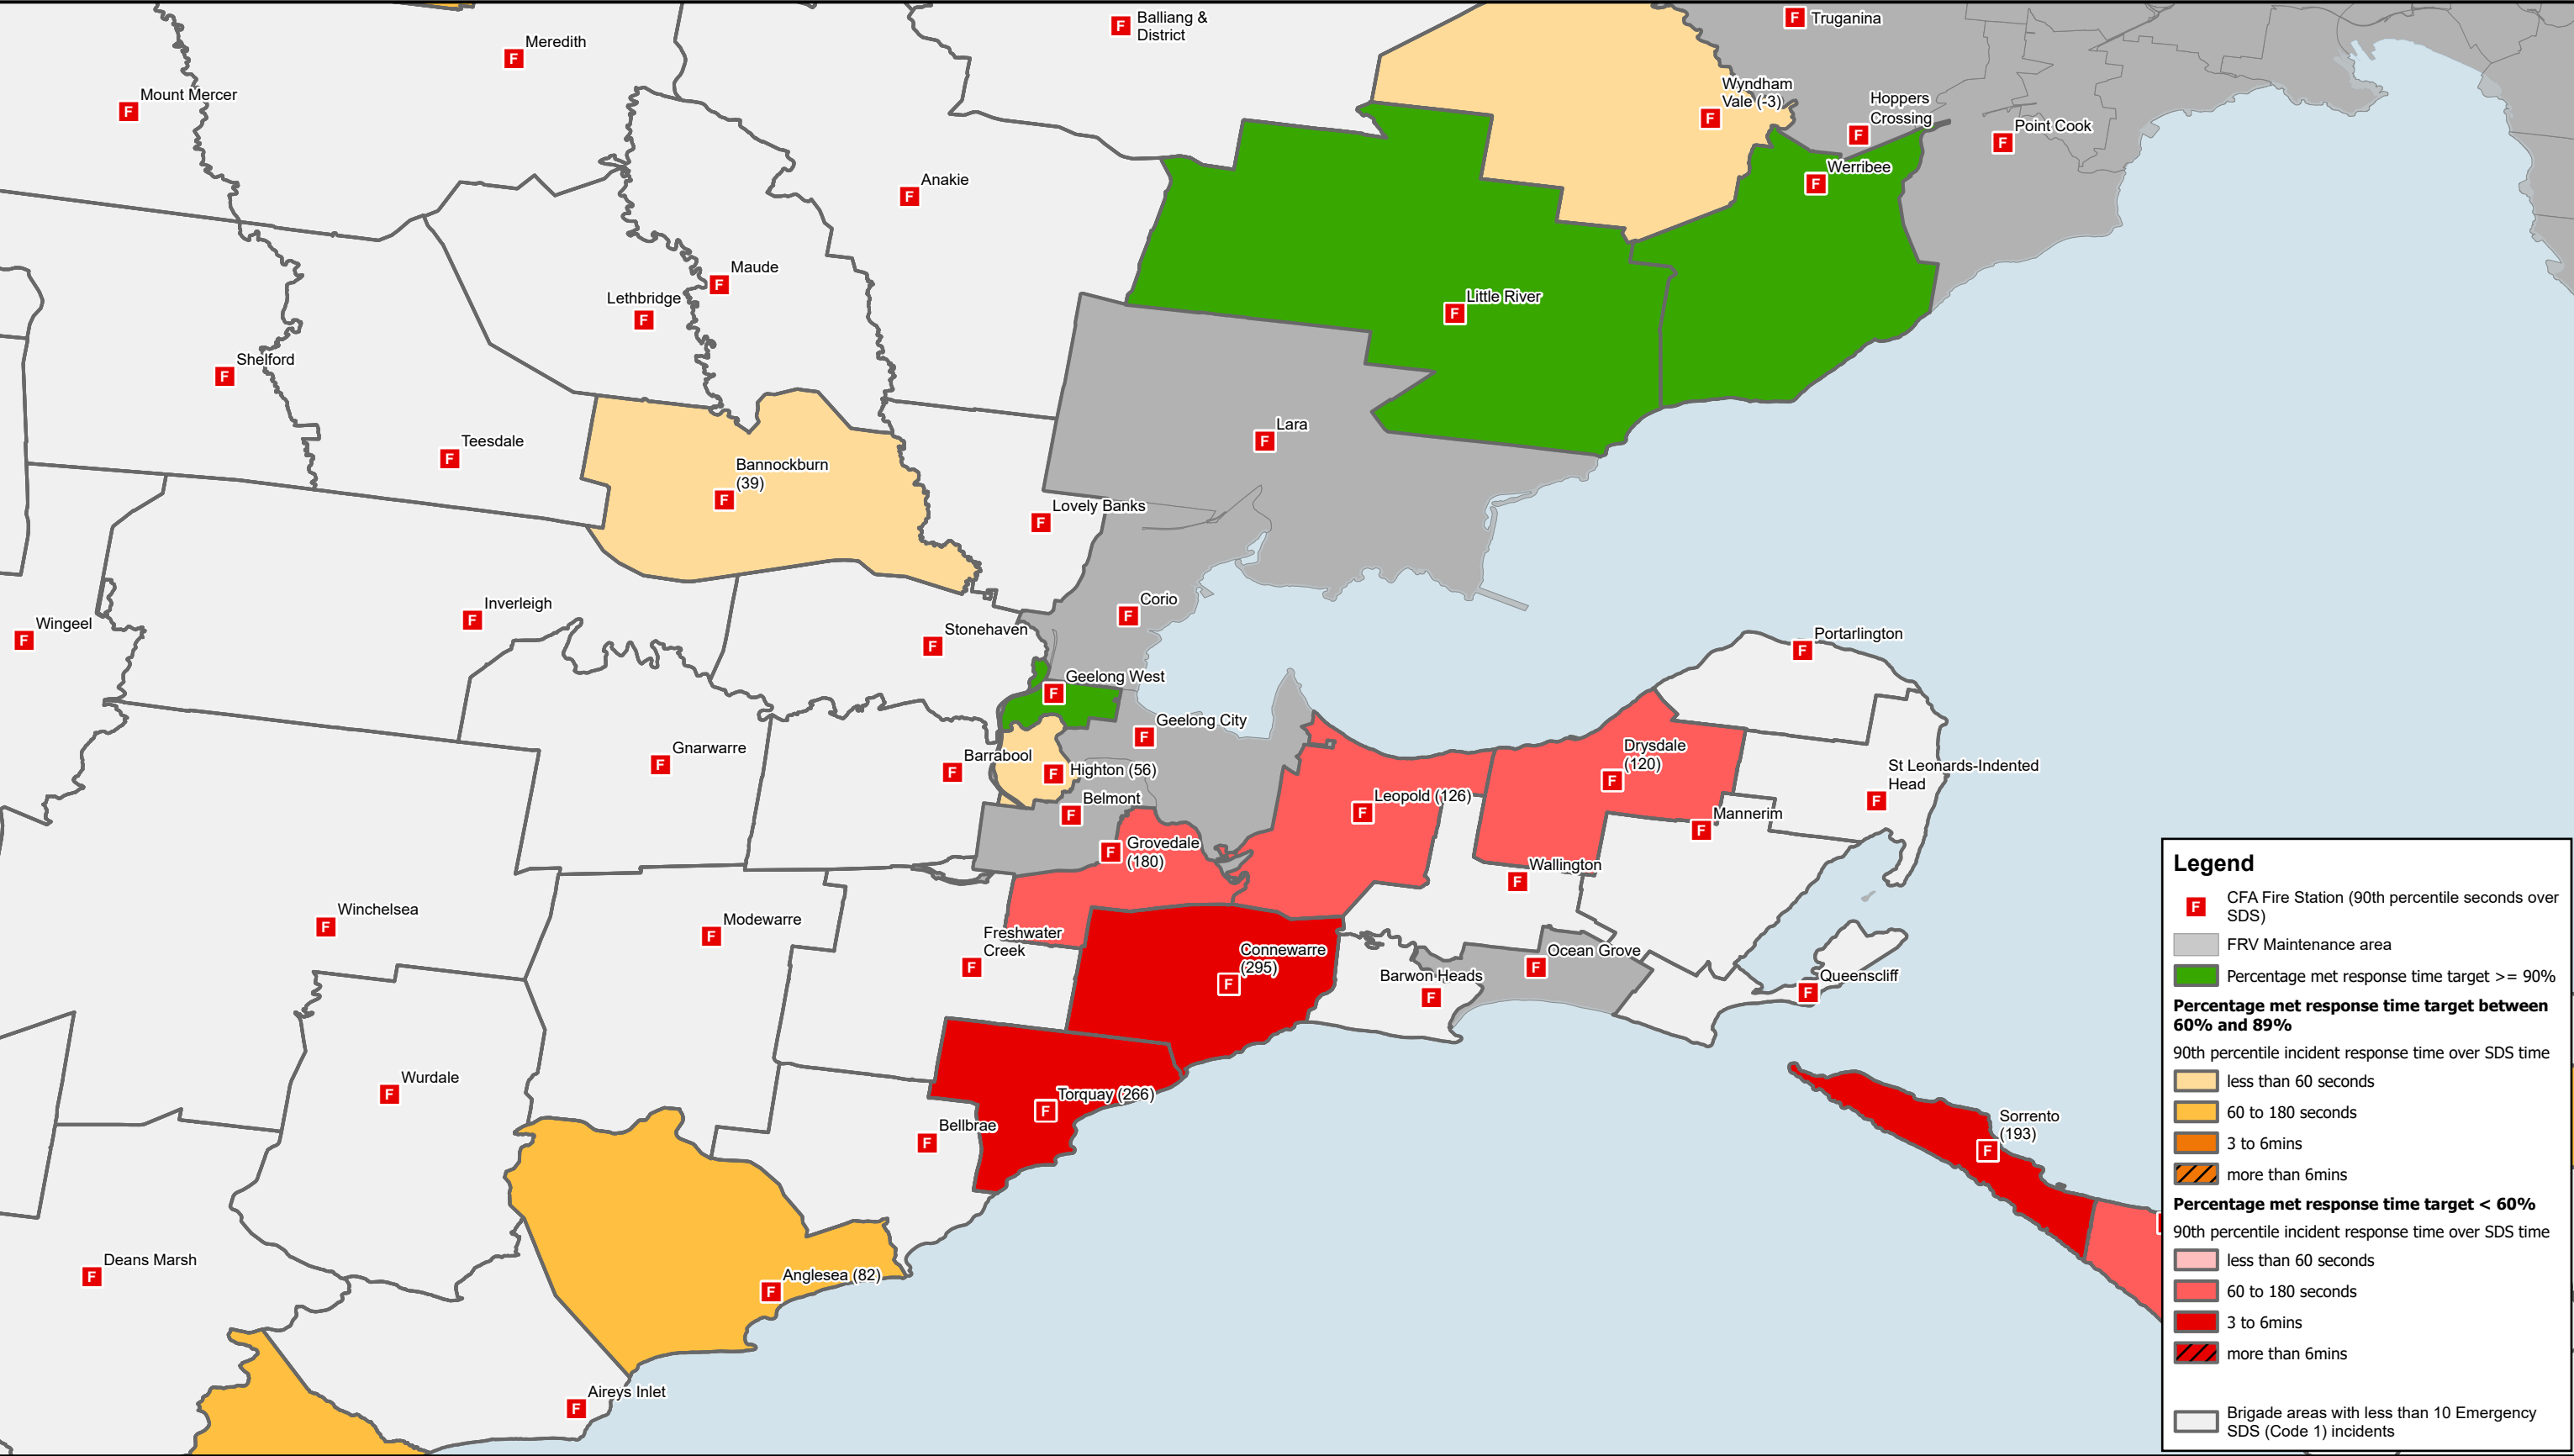 Balliang &
District
F
Truganina
F
Meredith
F
Wyndham
Vale (-3)
F
Mount Mercer
F
Hoppers
Crossing
F
Point Cook
F
Werribee
F
Anakie
F
Maude
F
Lethbridge
F
Little River
F
Shelford
F
Lara
F
Teesdale
F
Bannockburn
(39)
F
Lovely Banks
F
Corio
F
Inverleigh
F
Wingeel
F
Stonehaven
F
Portarlington
F
Geelong West
F
Geelong City
F
Gnarwarre
F
Barrabool
F
Highton (56)
F
Drysdale
(120)
F
St Leonards-Indented
Head
F
Belmont
F
Leopold (126)
F
Mannerim
F
Grovedale
(180)
F
Wallington
F
Winchelsea
F
Modewarre
F
Freshwater
Creek
F
Connewarre
(295)
F
Barwon Heads
F
Ocean Grove
F
Queenscliff
F
Wurdale
F
Torquay (266)
F
Bellbrae
F
Sorrento
(193)
F
Deans Marsh
F
Anglesea (82)
F
Aireys Inlet
F
Legend
F
CFA Fire Station (90th percentile seconds over
SDS)
FRV Maintenance area
Percentage met response time target >= 90%
Percentage met response time target between
60% and 89%
90th percentile incident response time over SDS time
less than 60 seconds
60 to 180 seconds
3 to 6mins
more than 6mins
Percentage met response time target < 60%
90th percentile incident response time over SDS time
less than 60 seconds
60 to 180 seconds
3 to 6mins
more than 6mins
Brigade areas with less than 10 Emergency
SDS (Code 1) incidents